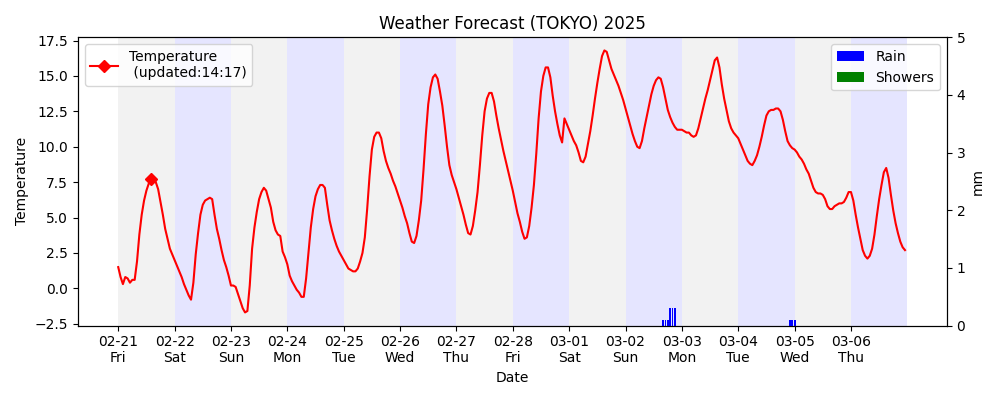 Weather Forecast (TOKYO) 2025
Temperature
(updated:14:17)
Rain
Showers
Temperature
17.5
15.0
12.5
10.0
7.5
5.0
2.5
0.0
−2.5
5
4
3
2
1
0
mm
02-21 02-22 02-23 02-24 02-25 02-26 02-27 02-28 03-01 03-02 03-03 03-04 03-05 03-06
Fri Sat Sun Mon Tue Wed Thu Fri Sat Sun Mon Tue Wed Thu
Date